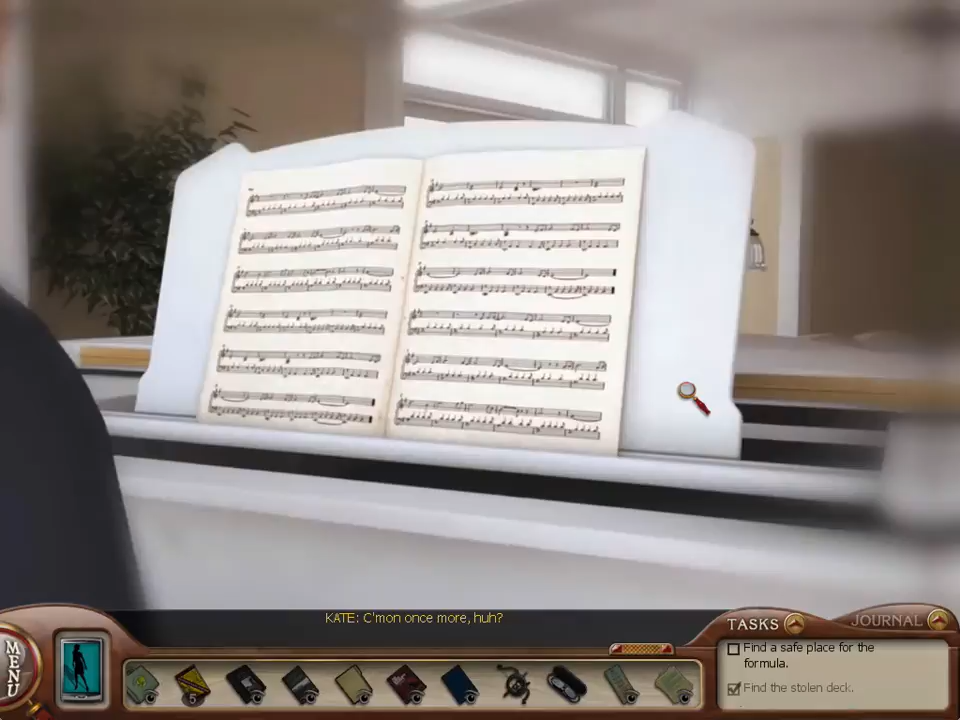 KATE: C'mon once more, huh?
TASKS
JOURNAL
Find a safe place for the
formula.
Find the stolen deck.
MENU